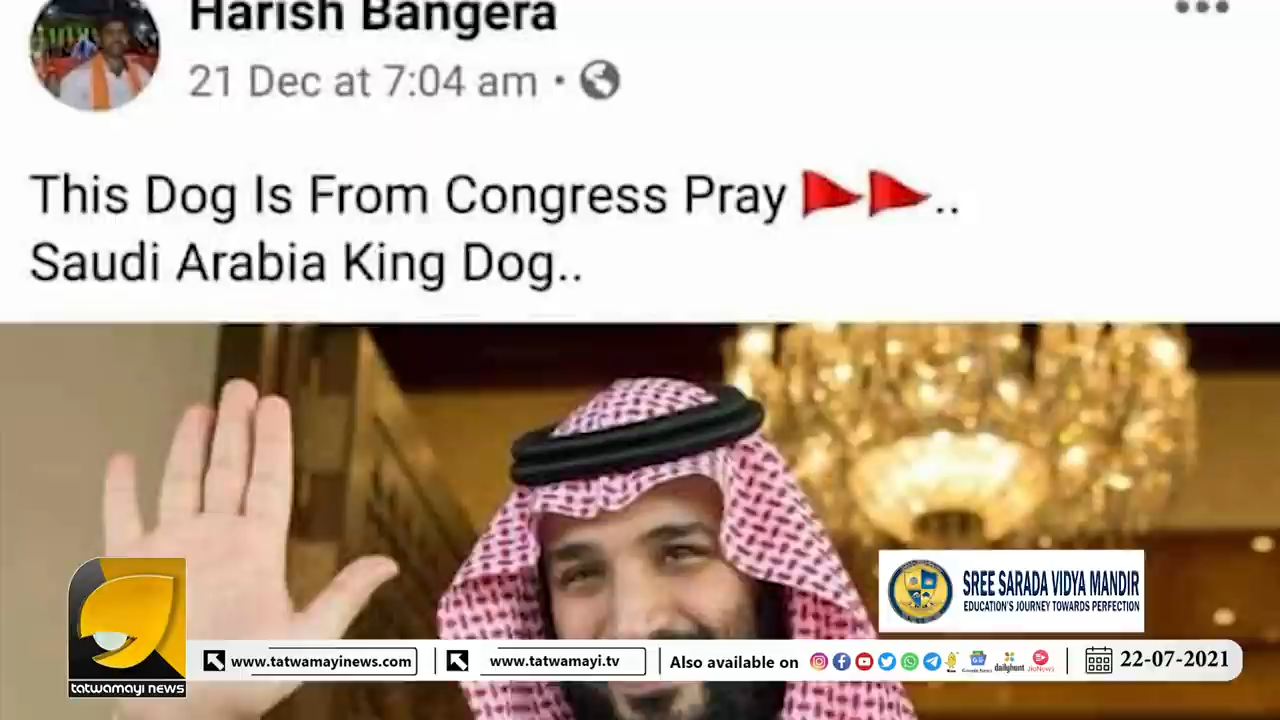 Harish Bangera
21 Dec at 7:04 am ·
This Dog Is From Congress Pray 🚩🚩..
Saudi Arabia King Dog..
SREE SARADA VIDYA MANDIR
EDUCATION'S JOURNEY TOWARDS PERFECTION
www.tatwamayinews.com
www.tatwamayi.tv
Also available on
dailyhunt
JioNews
22-07-2021
tatwamayi news